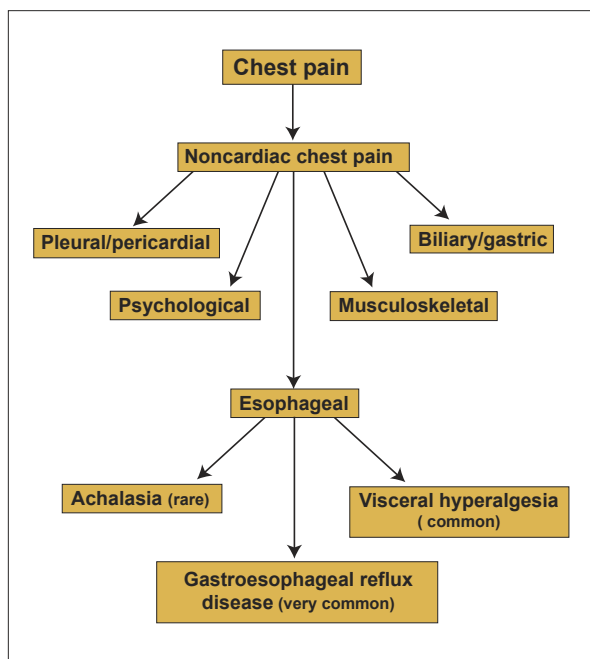 Chest pain
Noncardiac chest pain
Pleural/pericardial
Biliary/gastric
Psychological
Musculoskeletal
Esophageal
Achalasia (rare)
Visceral hyperalgesia
( common)
Gastroesophageal reflux
disease (very common)